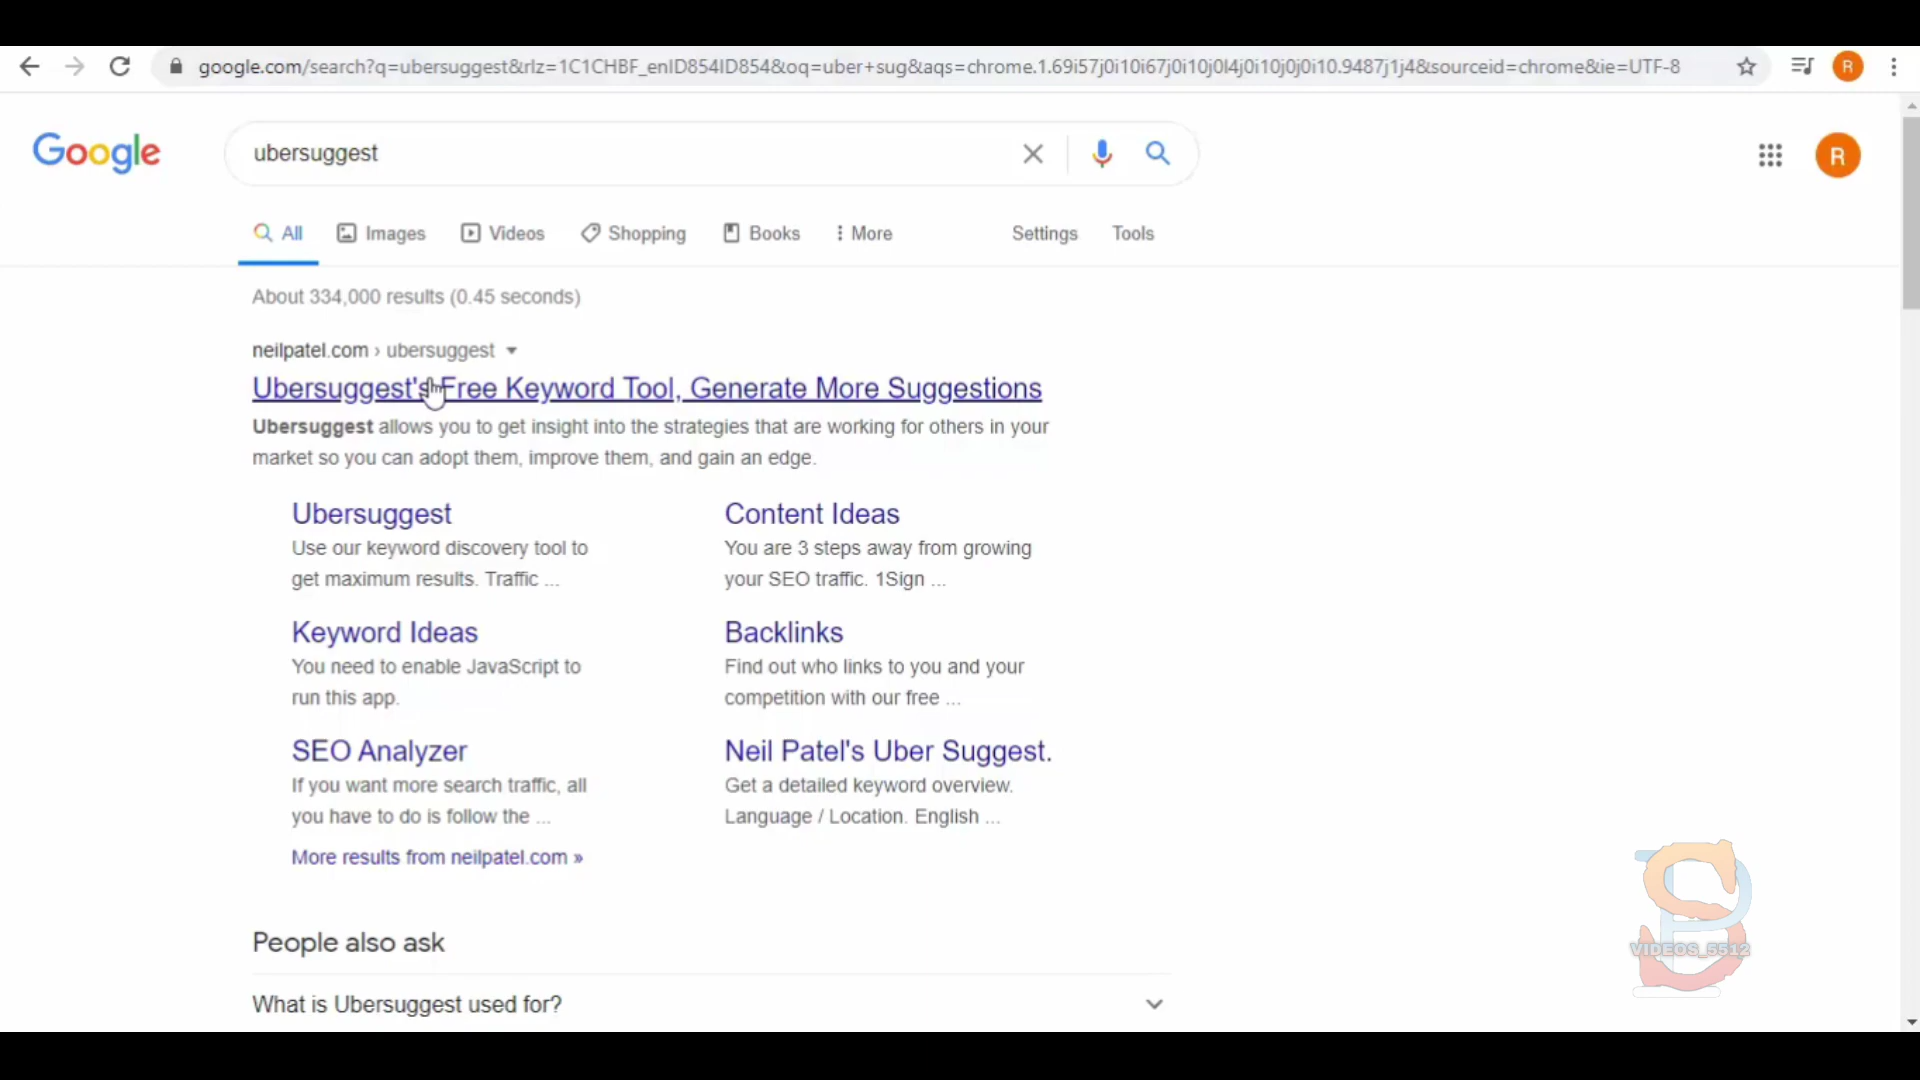 google.com/search?q=ubersuggest&rlz=1C1CHBF_enID854ID854&oq=uber+sug&aqs=chrome.1.69i57j0i10i67j0i10j0l4j0i10j0j0i10.9487j1j4&sourceid=chrome&ie=UTF-8
R
Google
ubersuggest
R
All Images Videos Shopping Books More Settings Tools
About 334,000 results (0.45 seconds)
neilpatel.com › ubersuggest
Ubersuggest's Free Keyword Tool, Generate More Suggestions
Ubersuggest allows you to get insight into the strategies that are working for others in your
market so you can adopt them, improve them, and gain an edge.
Ubersuggest
Use our keyword discovery tool to
get maximum results. Traffic ...
Content Ideas
You are 3 steps away from growing
your SEO traffic. 1Sign ...
Keyword Ideas
You need to enable JavaScript to
run this app.
Backlinks
Find out who links to you and your
competition with our free ...
SEO Analyzer
If you want more search traffic, all
you have to do is follow the ...
Neil Patel's Uber Suggest.
Get a detailed keyword overview.
Language / Location. English ...
More results from neilpatel.com »
VIDEOS_5512
People also ask
What is Ubersuggest used for?